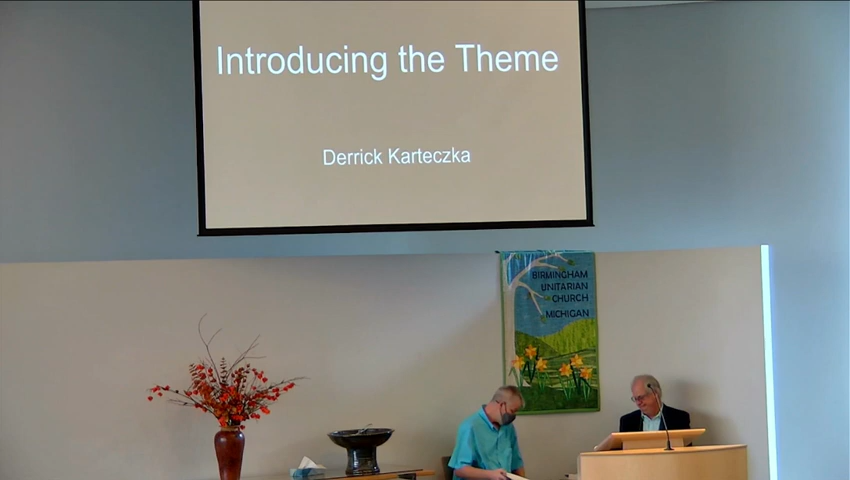 Introducing the Theme
Derrick Karteczka
BIRMINGHAM
UNITARIAN
CHURCH
MICHIGAN